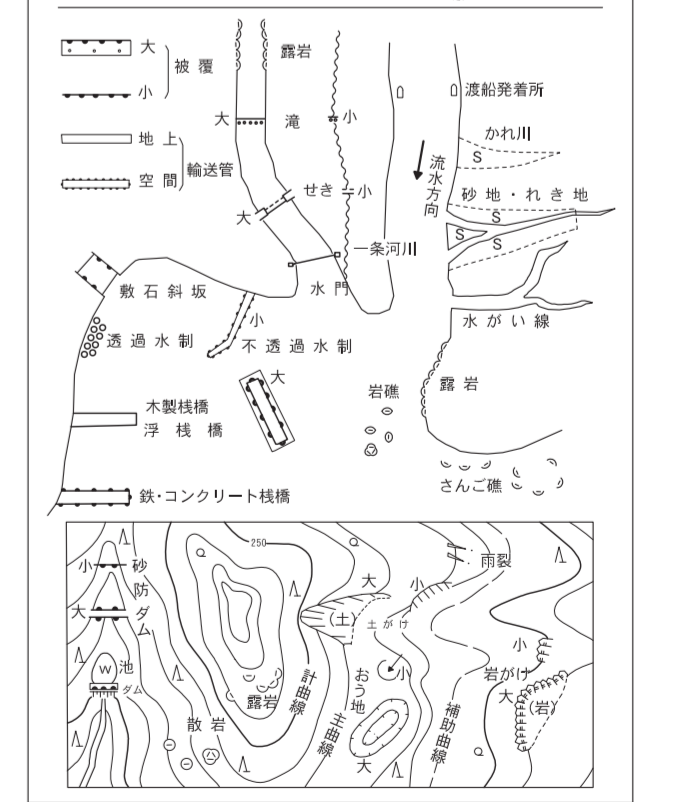 大
小
被覆
地上
空間
輸送管
露岩
大
滝
小
せき
小
大
一条河川
水門
流水方向
渡船発着所
かれ川
S
砂地・れき地
S
S
S
水がい線
敷石斜坂
透過水制
小
不透過水制
大
岩礁
露岩
木製桟橋
浮桟橋
さんご礁
鉄・コンクリート桟橋
小
砂防ダム
大
W
池
ダム
250
露岩
散岩
計曲線
主曲線
大
(土)
土がけ
小
雨裂
おう地
小
大
補助曲線
小
岩がけ
大
(岩)